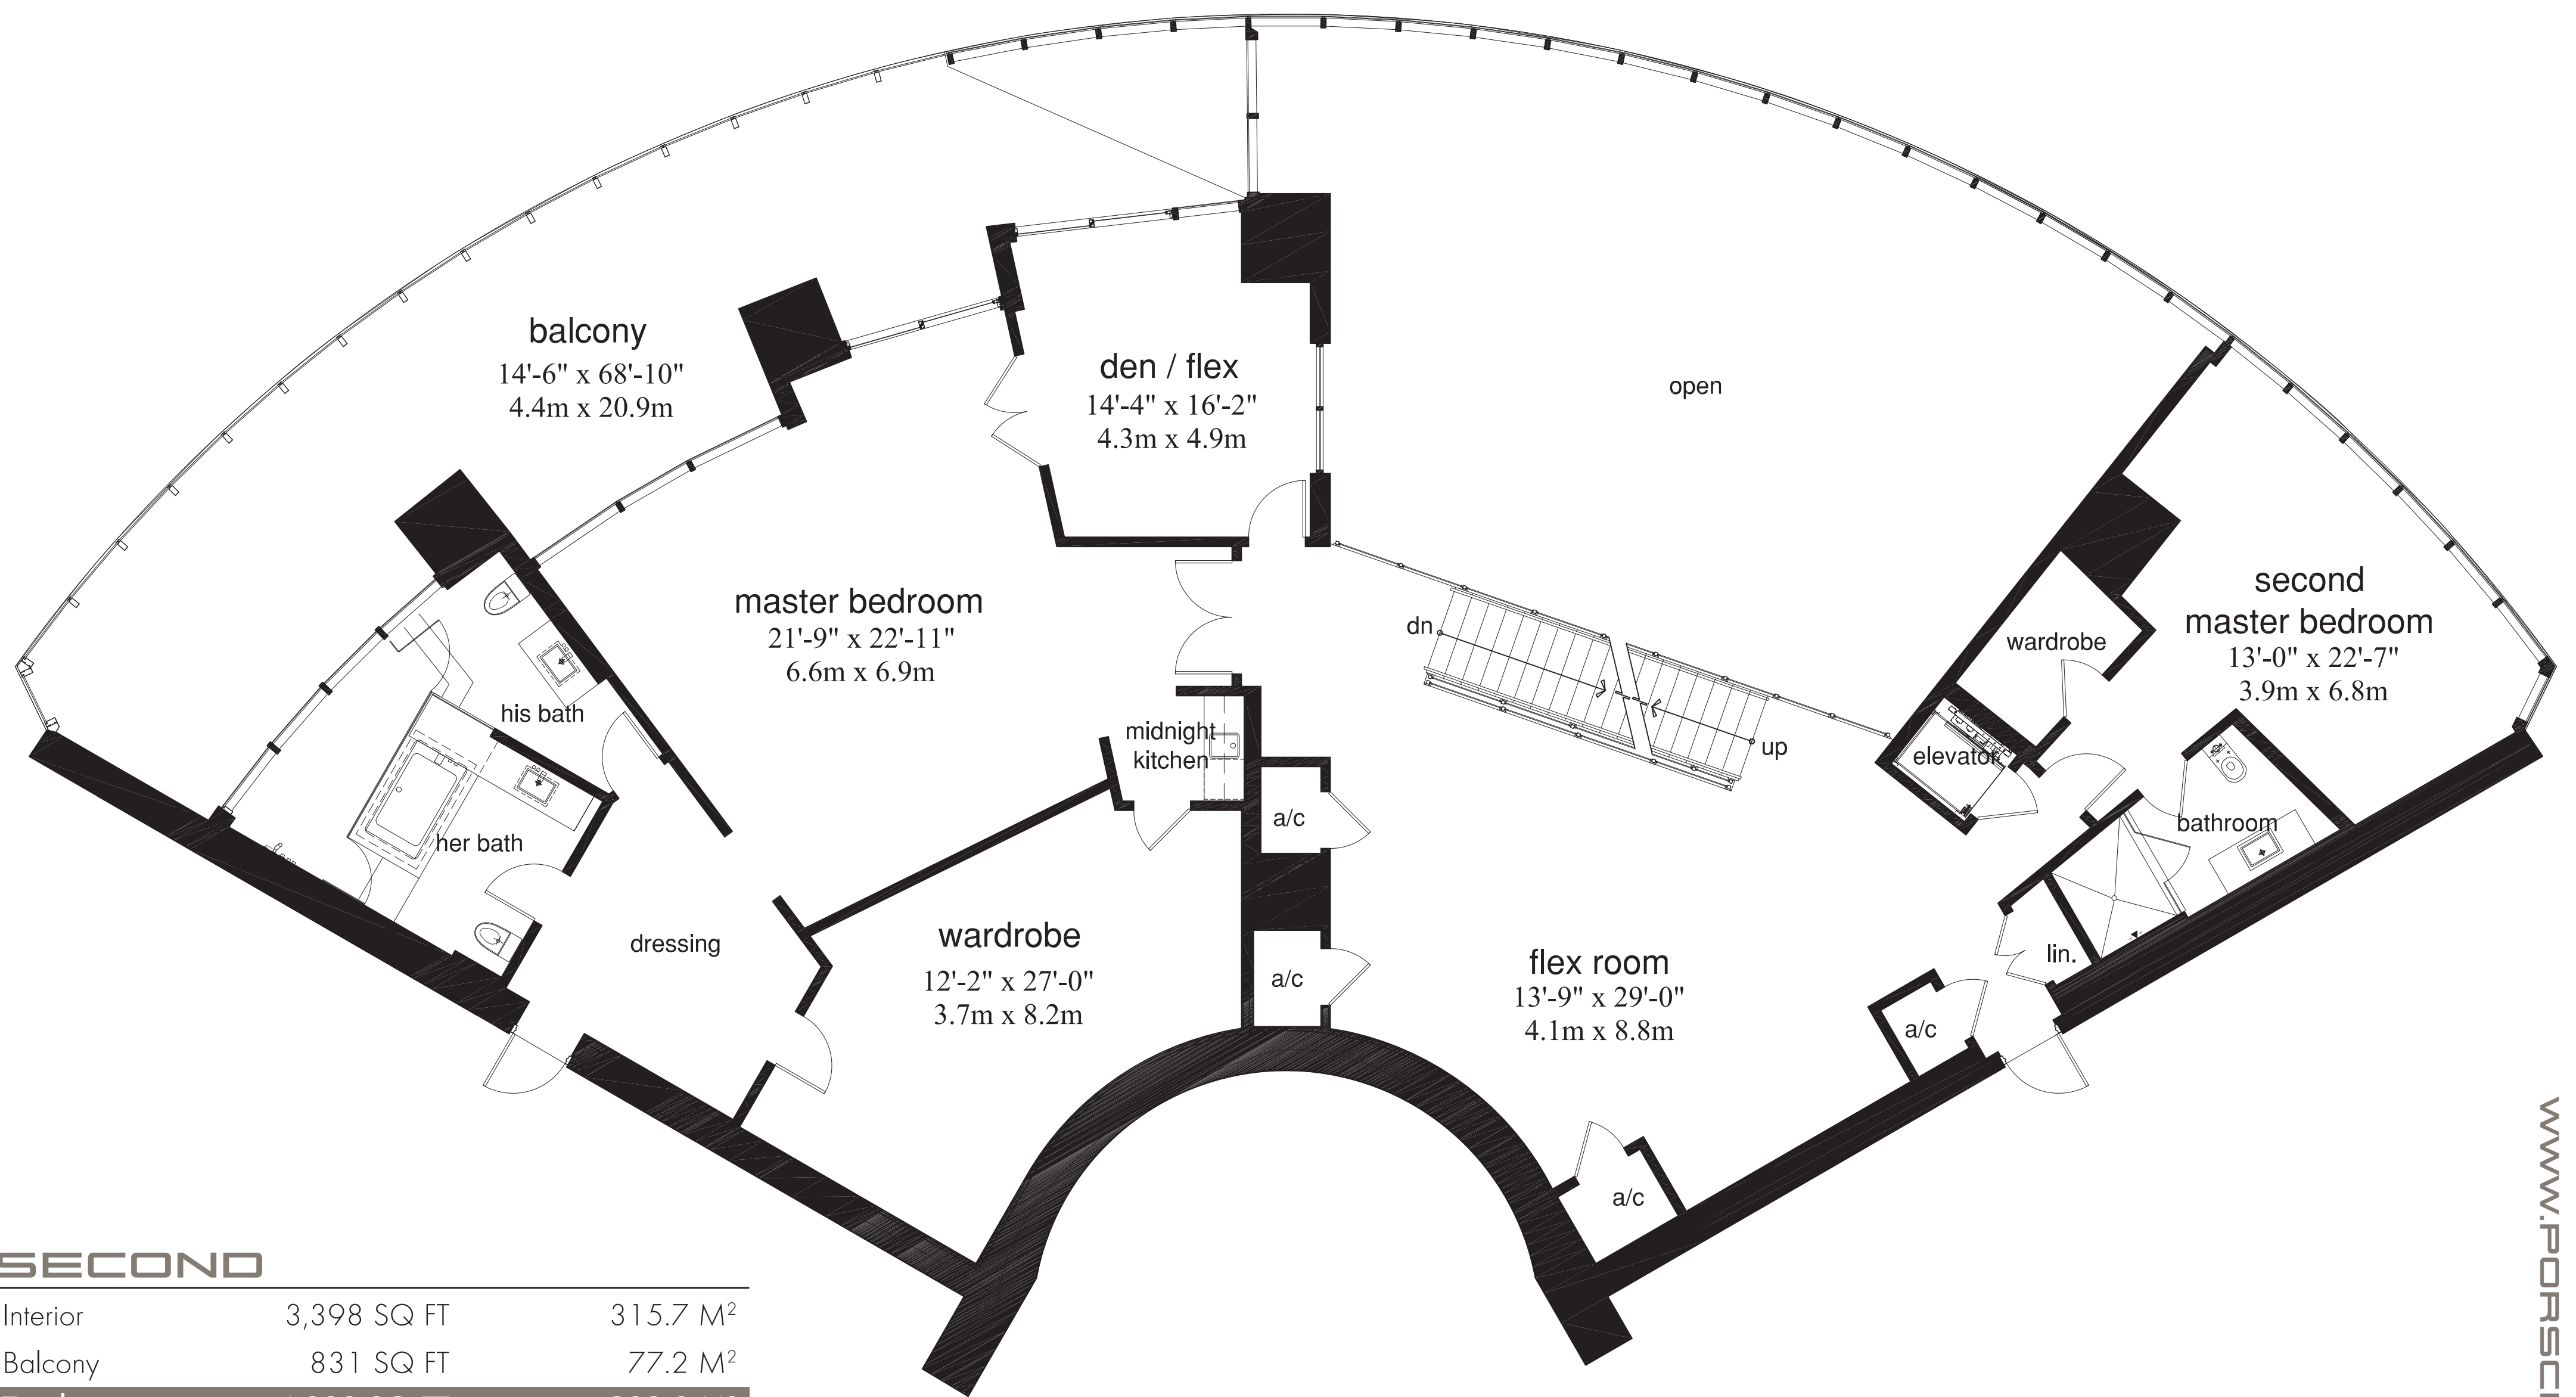 balcony
14'-6" x 68'-10"
4.4m x 20.9m
den / flex
14'-4" x 16'-2"
4.3m x 4.9m
open
master bedroom
21'-9" x 22'-11"
6.6m x 6.9m
dn
up
wardrobe
second
master bedroom
13'-0" x 22'-7"
3.9m x 6.8m
his bath
midnight
kitchen
elevator
her bath
a/c
bathroom
dressing
wardrobe
12'-2" x 27'-0"
3.7m x 8.2m
a/c
flex room
13'-9" x 29'-0"
4.1m x 8.8m
lin.
a/c
a/c
SECOND
Interior 3,398 SQ FT 315.7 M²
Balcony 831 SQ FT 77.2 M²